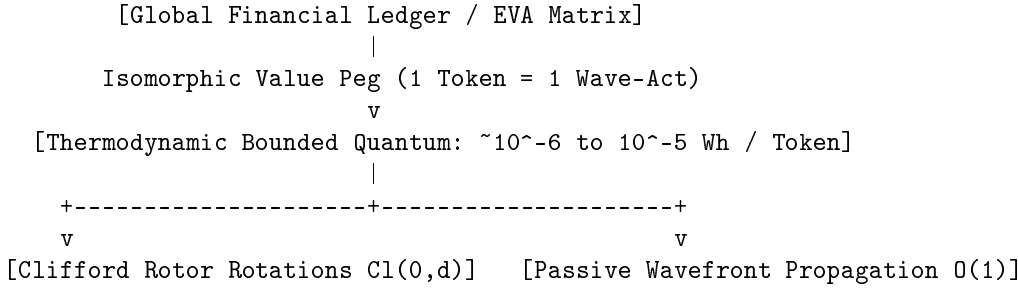 [Global Financial Ledger / EVA Matrix]
|
Isomorphic Value Peg (1 Token = 1 Wave-Act)
v
[Thermodynamic Bounded Quantum: ~10^-6 to 10^-5 Wh / Token]
|
+---------------------+---------------------+
v v
[Clifford Rotor Rotations Cl(0,d)] [Passive Wavefront Propagation O(1)]